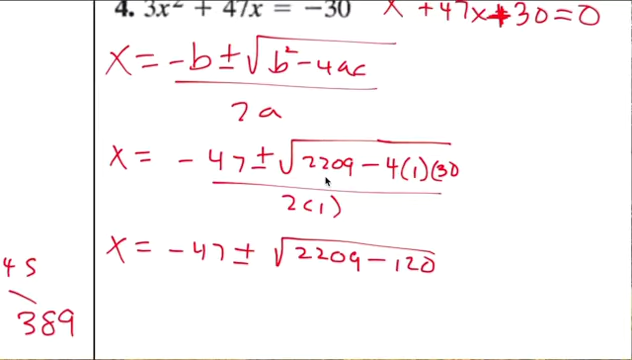 4. 3x² + 47x = −30
x + 47x + 30 = 0
x = −b ± √b² − 4ac
2a
x = −47 ± √2209 − 4(1)(30
2(1)
x = −47 ± √2209 − 120
45
389